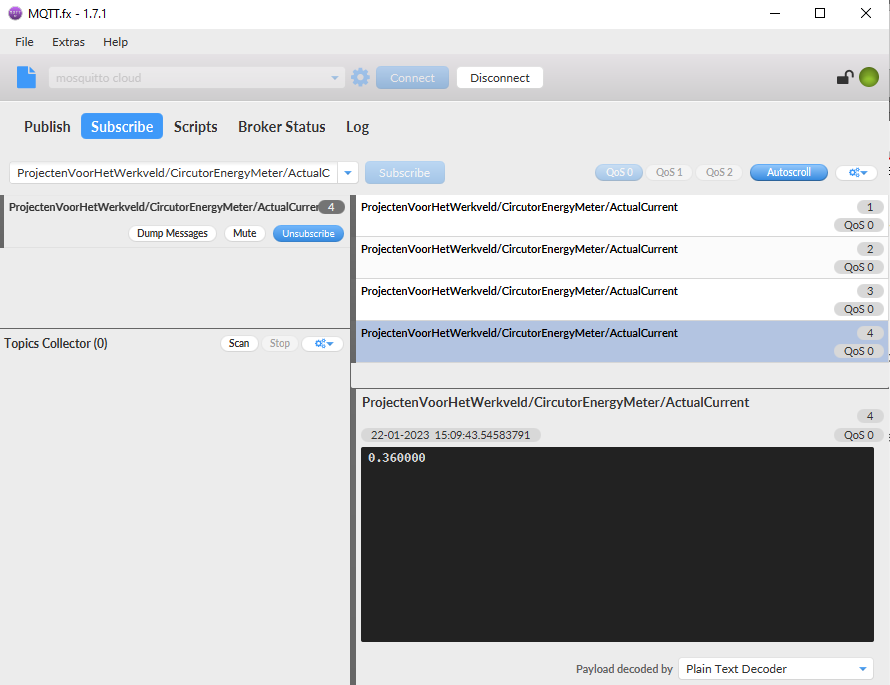 MQTT.fx - 1.7.1
File Extras Help
mosquitto cloud Connect Disconnect
Publish Subscribe Scripts Broker Status Log
ProjectenVoorHetWerkveld/CircutorEnergyMeter/ActualC Subscribe QoS 0 QoS 1 QoS 2 Autoscroll
ProjectenVoorHetWerkveld/CircutorEnergyMeter/ActualCurren 4
Dump Messages Mute Unsubscribe
Topics Collector (0) Scan Stop
ProjectenVoorHetWerkveld/CircutorEnergyMeter/ActualCurrent 1
QoS 0
ProjectenVoorHetWerkveld/CircutorEnergyMeter/ActualCurrent 2
QoS 0
ProjectenVoorHetWerkveld/CircutorEnergyMeter/ActualCurrent 3
QoS 0
ProjectenVoorHetWerkveld/CircutorEnergyMeter/ActualCurrent 4
QoS 0
ProjectenVoorHetWerkveld/CircutorEnergyMeter/ActualCurrent
4
22-01-2023 15:09:43.54583791 QoS 0
0.360000
Payload decoded by Plain Text Decoder